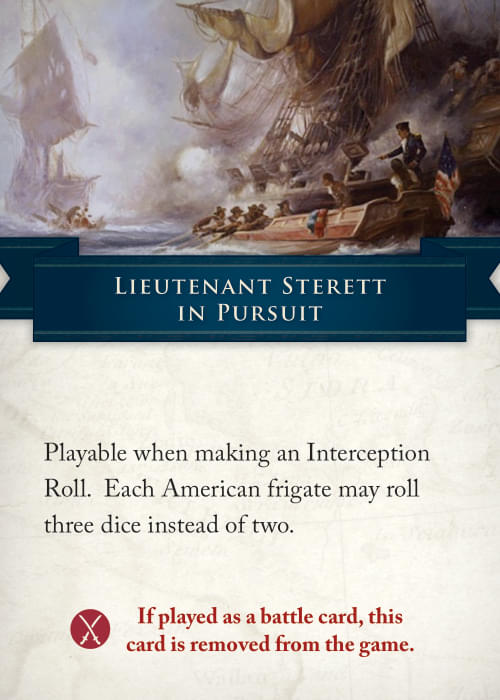 Lieutenant Sterett
in Pursuit
SIDRA
Playable when making an Interception
Roll. Each American frigate may roll
three dice instead of two.
If played as a battle card, this
card is removed from the game.